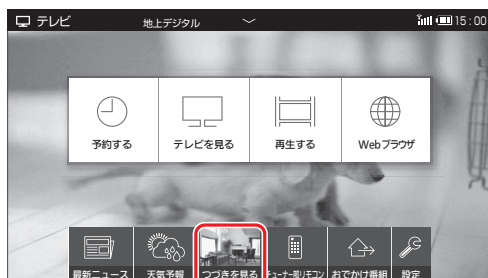 テレビ 地上デジタル 15:00
予約する テレビを見る 再生する Webブラウザ
最新ニュース 天気予報 つづきを見る チューナー部リモコン おでかけ番組 設定